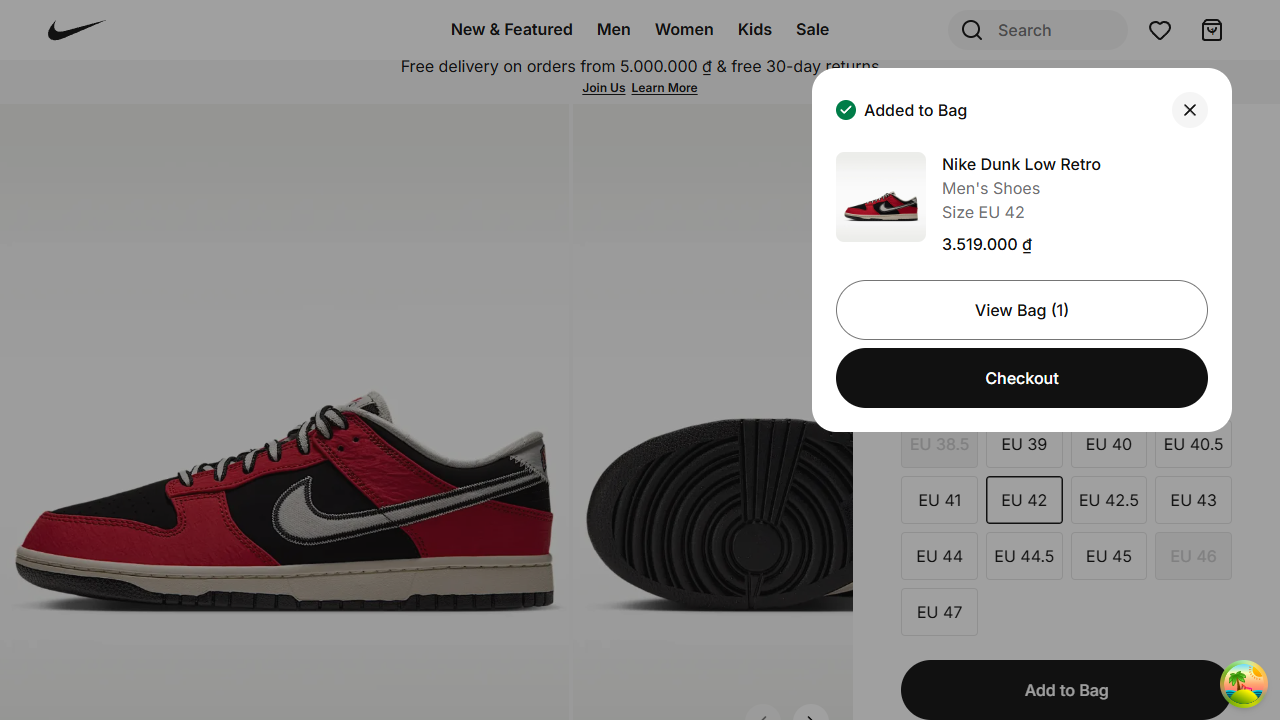 New & Featured
Men
Women
Kids
Sale
Search
Free delivery on orders from 5.000.000 ₫ & free 30-day returns
Join Us Learn More
Added to Bag
Nike Dunk Low Retro
Men's Shoes
Size EU 42
3.519.000 ₫
View Bag (1)
Checkout
EU 38.5
EU 39
EU 40
EU 40.5
EU 41
EU 42
EU 42.5
EU 43
EU 44
EU 44.5
EU 45
EU 46
EU 47
Add to Bag